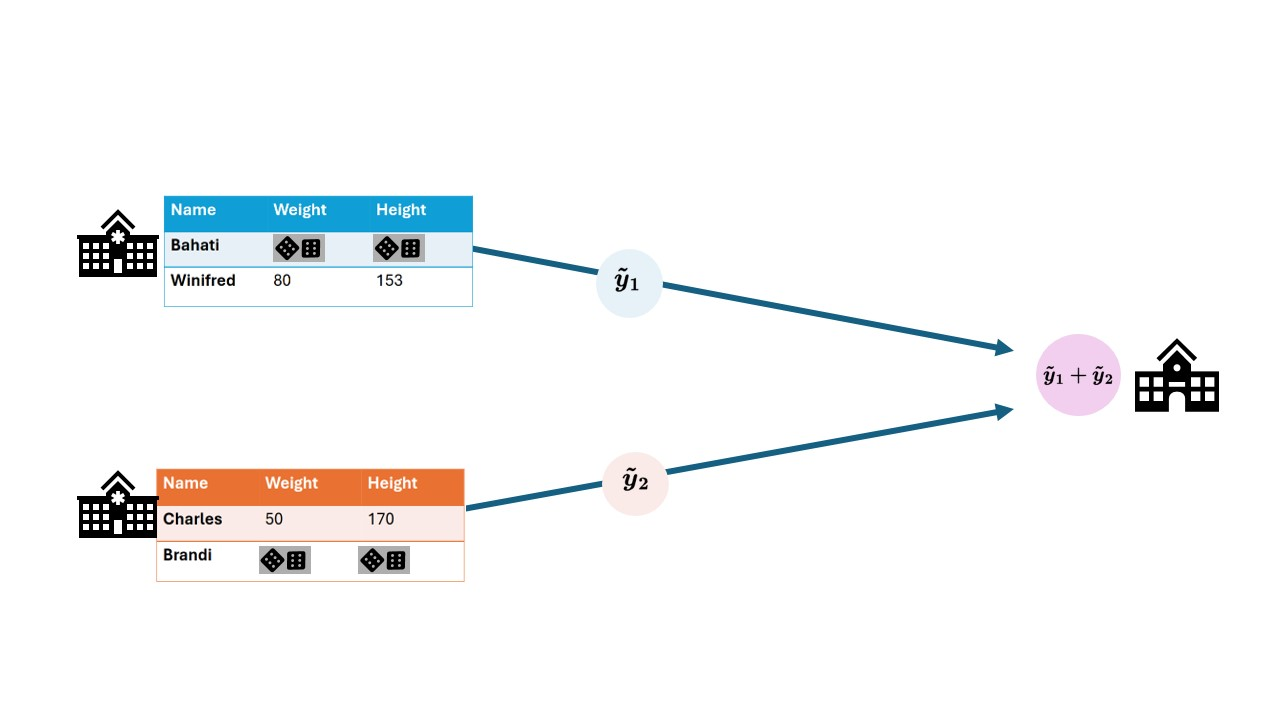 Name Weight Height
Bahati
Winifred 80 153
ỹ₁
ỹ₁ + ỹ₂
Name Weight Height
Charles 50 170
ỹ₂
Brandi